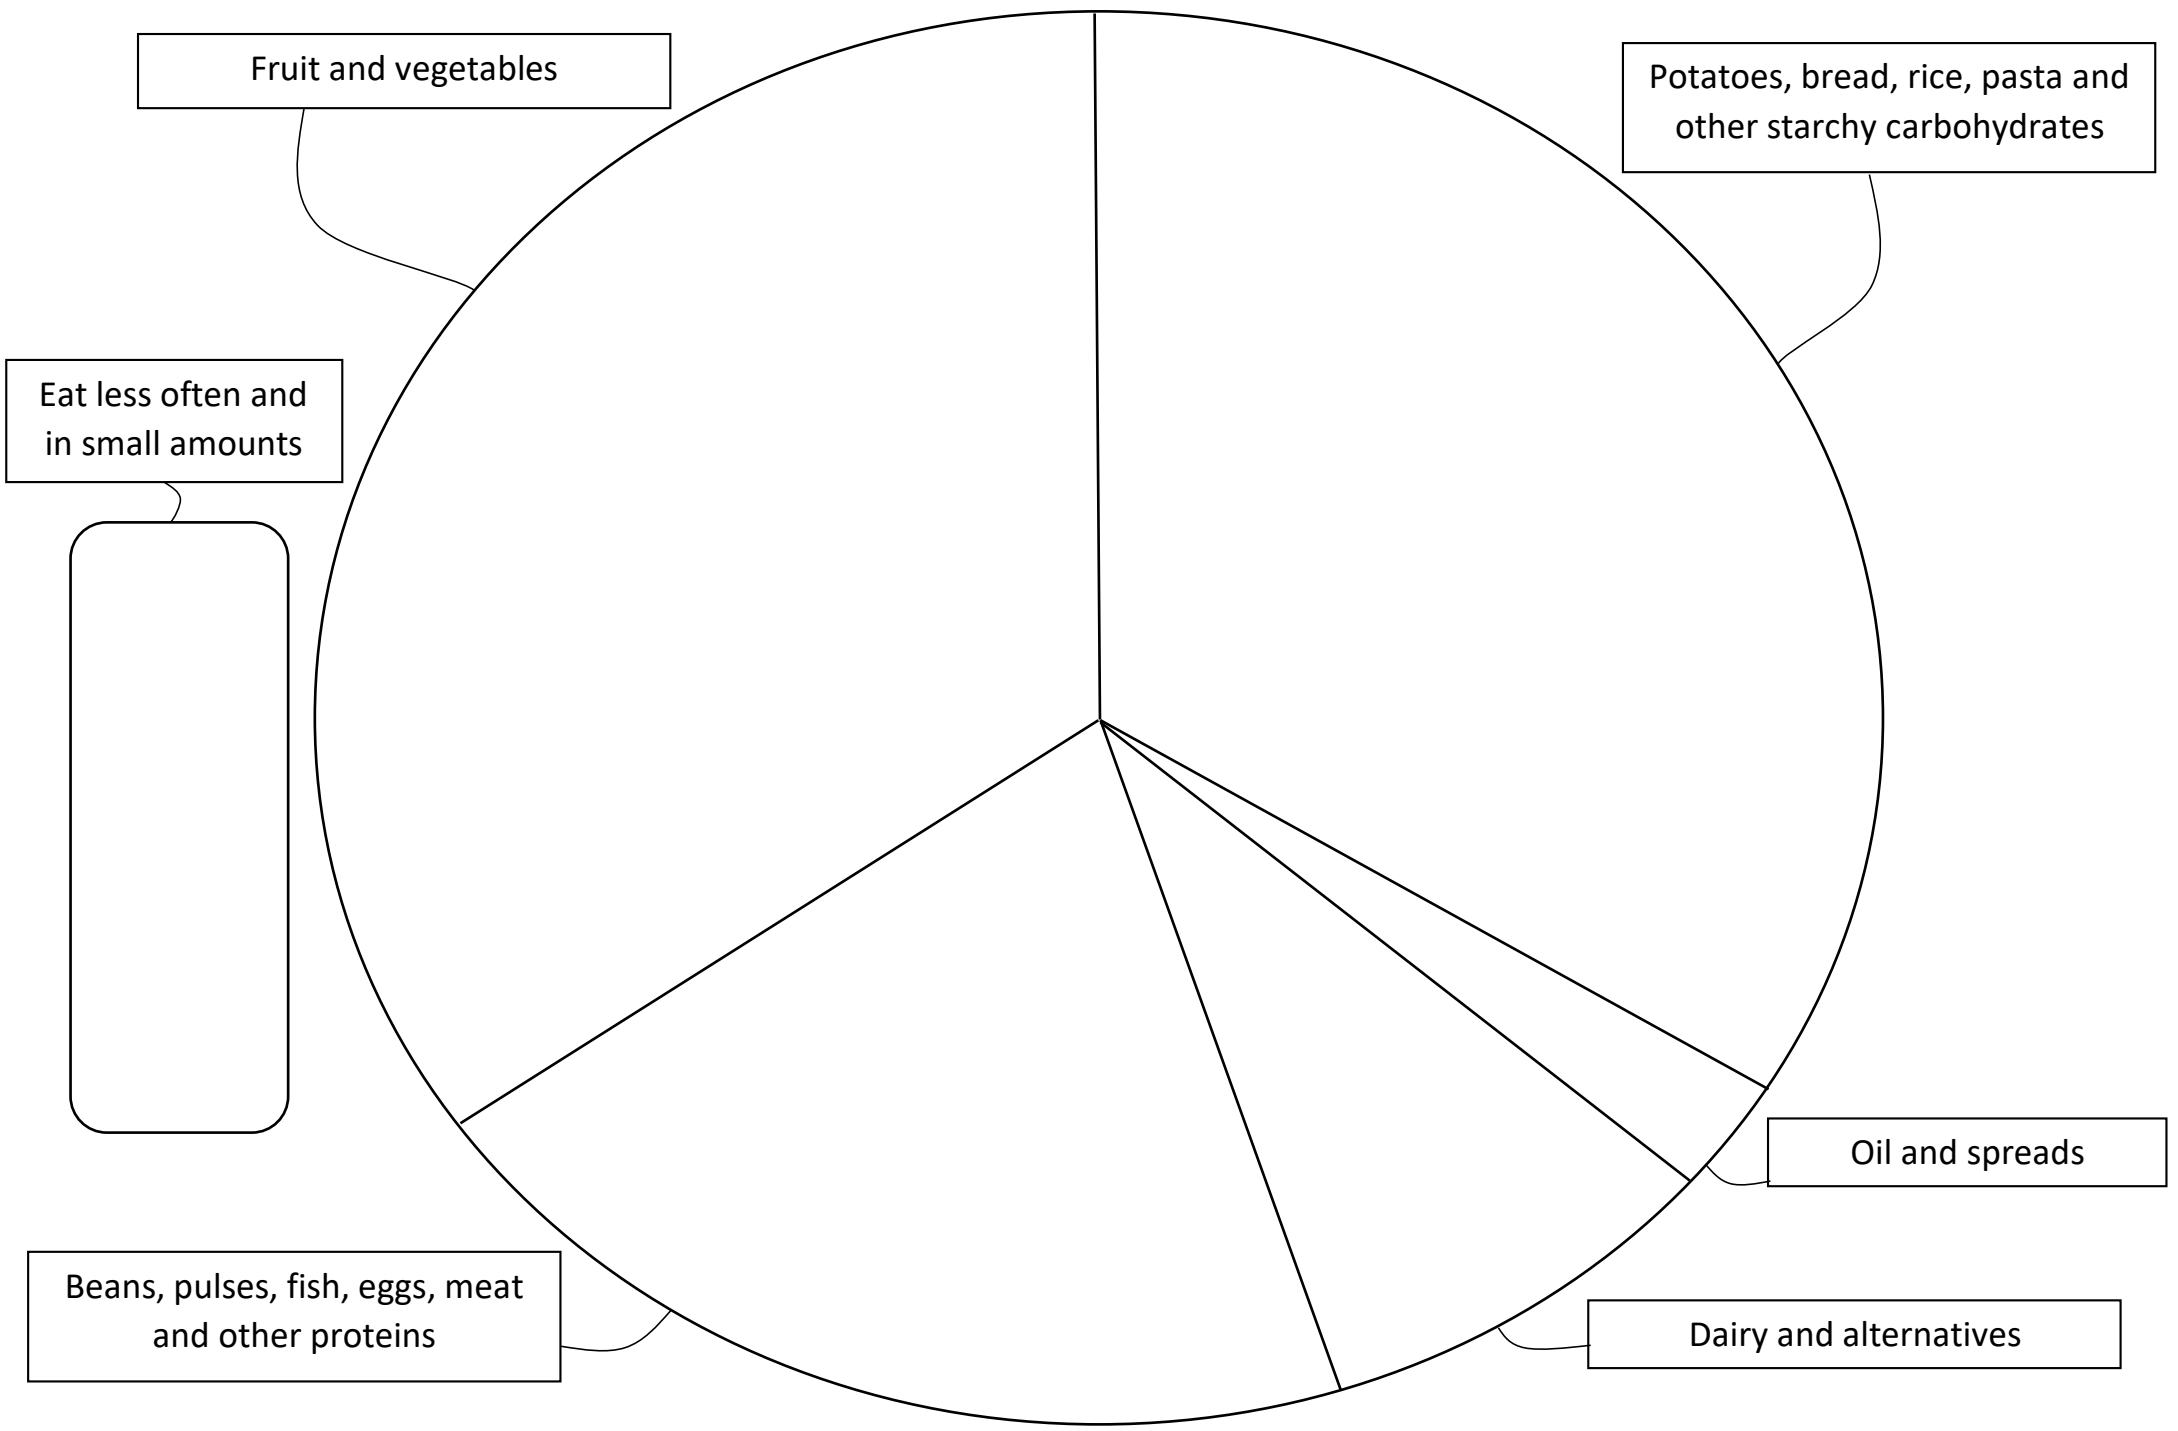 Fruit and vegetables
Potatoes, bread, rice, pasta and
other starchy carbohydrates
Eat less often and
in small amounts
Oil and spreads
Beans, pulses, fish, eggs, meat
and other proteins
Dairy and alternatives